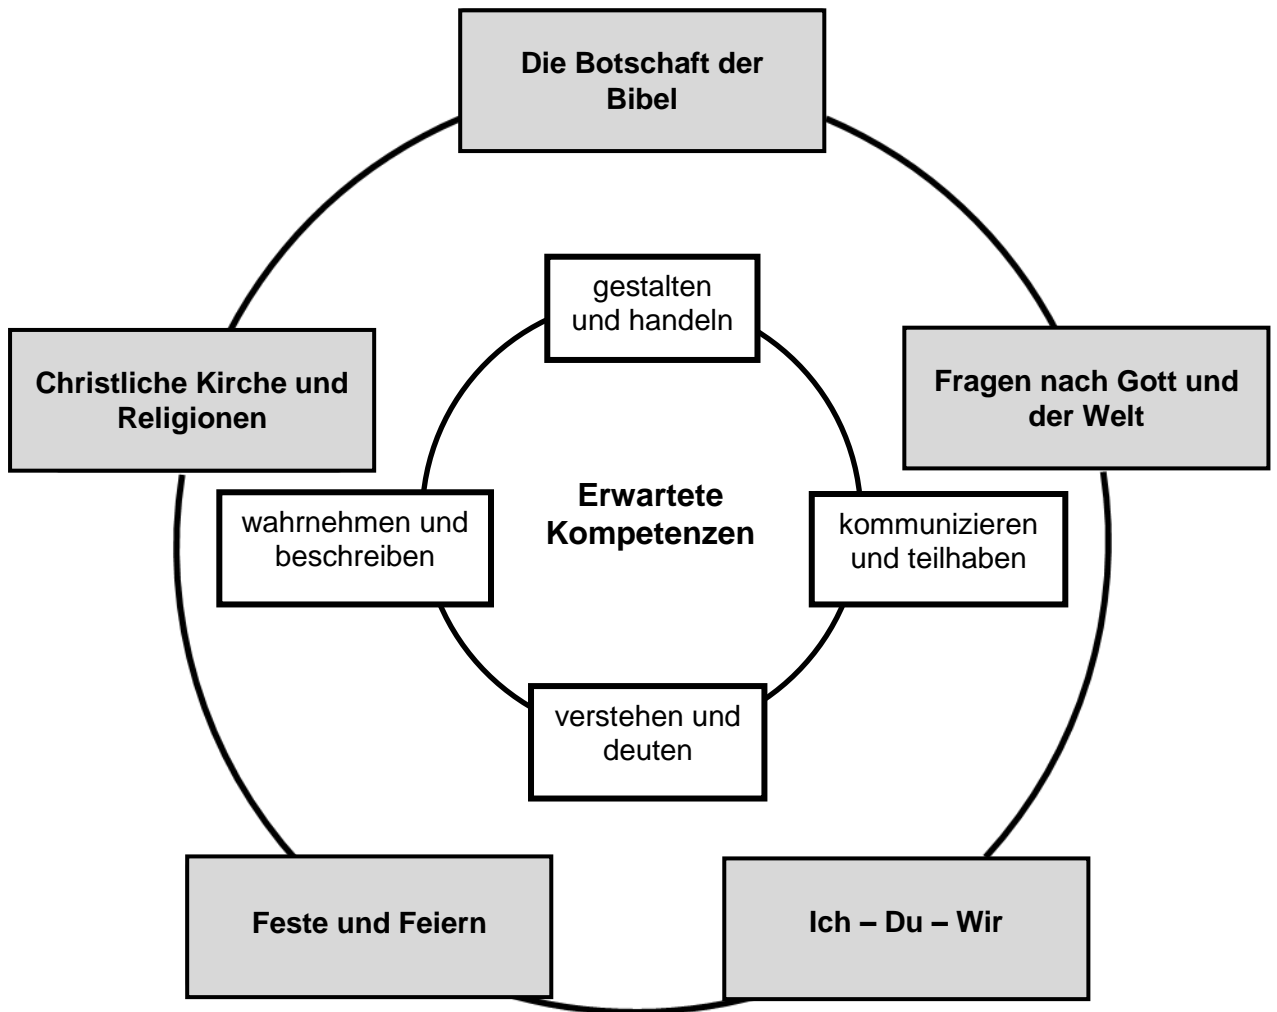 Die Botschaft der
Bibel
gestalten
und handeln
Christliche Kirche und
Religionen
Fragen nach Gott und
der Welt
Erwartete
Kompetenzen
wahrnehmen und
beschreiben
kommunizieren
und teilhaben
verstehen und
deuten
Feste und Feiern
Ich – Du – Wir